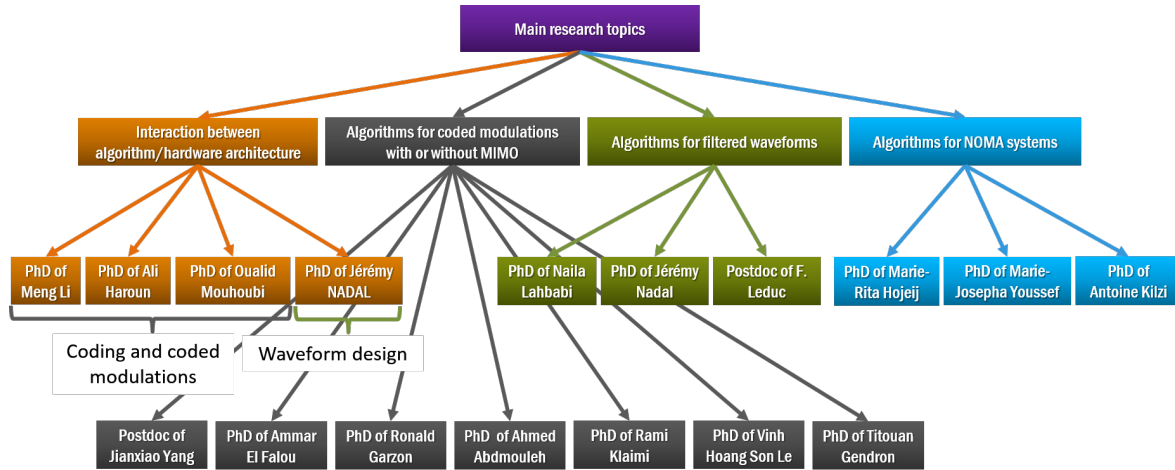 Main research topics
Interaction between
algorithm/hardware architecture
Algorithms for coded modulations
with or without MIMO
Algorithms for filtered waveforms
Algorithms for NOMA systems
PhD of
Meng Li
PhD of Ali
Haroun
PhD of Oualid
Mouhoubi
PhD of Jérémy
NADAL
PhD of Naila
Lahbabi
PhD of Jérémy
Nadal
Postdoc of F.
Leduc
PhD of Marie-
Rita Hojeij
PhD of Marie-
Josepha Youssef
PhD of
Antoine Kilzi
Coding and coded
modulations
Waveform design
Postdoc of
Jianxiao Yang
PhD of Ammar
El Falou
PhD of Ronald
Garzon
PhD of Ahmed
Abdmouleh
PhD of Rami
Klaimi
PhD of Vinh
Hoang Son Le
PhD of Titouan
Gendron